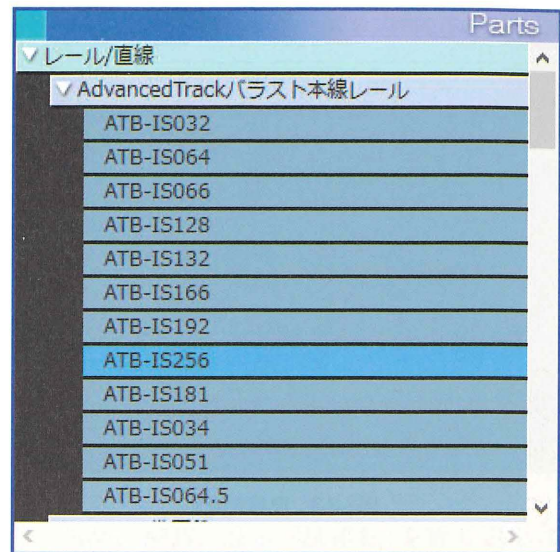 Parts
▽レール/直線
▽AdvancedTrackバラスト本線レール
ATB-IS032
ATB-IS064
ATB-IS066
ATB-IS128
ATB-IS132
ATB-IS166
ATB-IS192
ATB-IS256
ATB-IS181
ATB-IS034
ATB-IS051
ATB-IS064.5